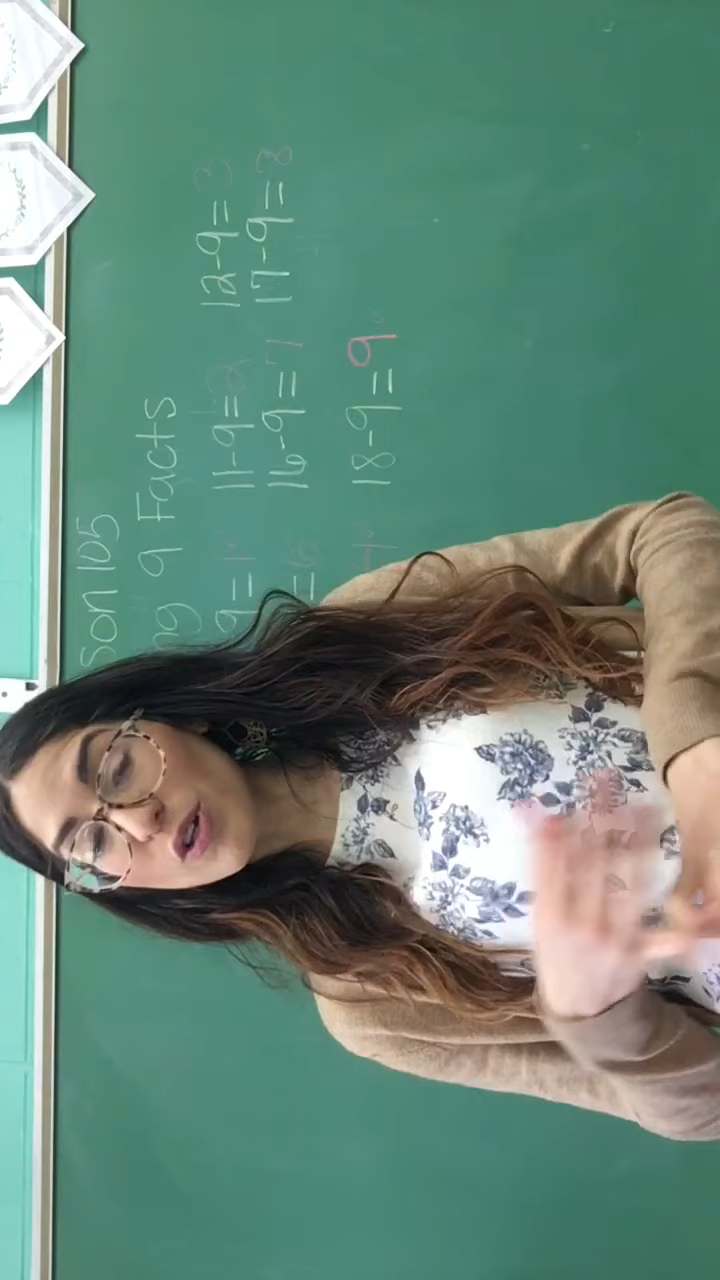 son 105
ng 9 Facts
9=1 11-9=2 12-9=3
=6 16-9=7 17-9=8
18-9=9